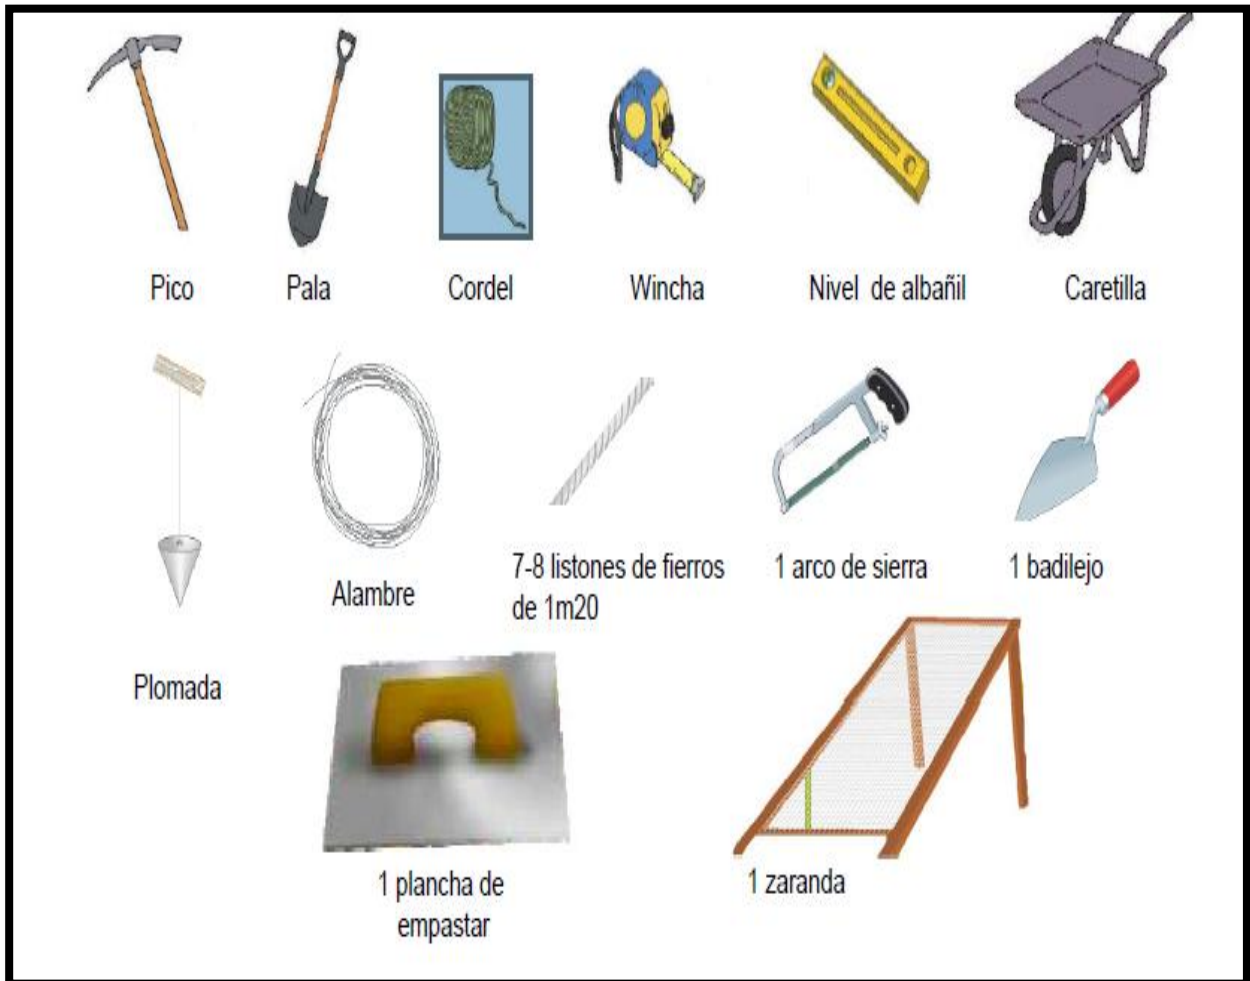 Pico
Pala
Cordel
Wincha
Nivel de albañil
Caretilla
Plomada
Alambre
7-8 listones de fierros
de 1m20
1 arco de sierra
1 badilejo
1 plancha de
empastar
1 zaranda